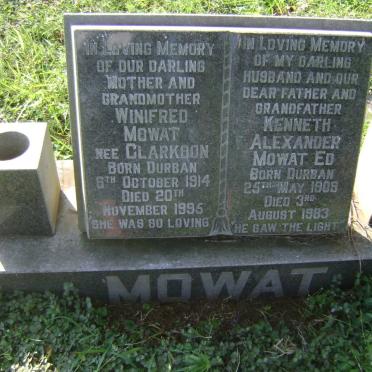 In Loving Memory
of our darling
Mother and
grandmother
Winifred
Mowat
nee Clarkson
Born Durban
6th October 1914
Died 20th
November 1995
She was so loving
In Loving Memory
of my darling
husband and our
dear father and
grandfather
Kenneth
Alexander
Mowat Ed
Born Durban
25th May 1909
Died 3rd
August 1983
He saw the light
Mowat